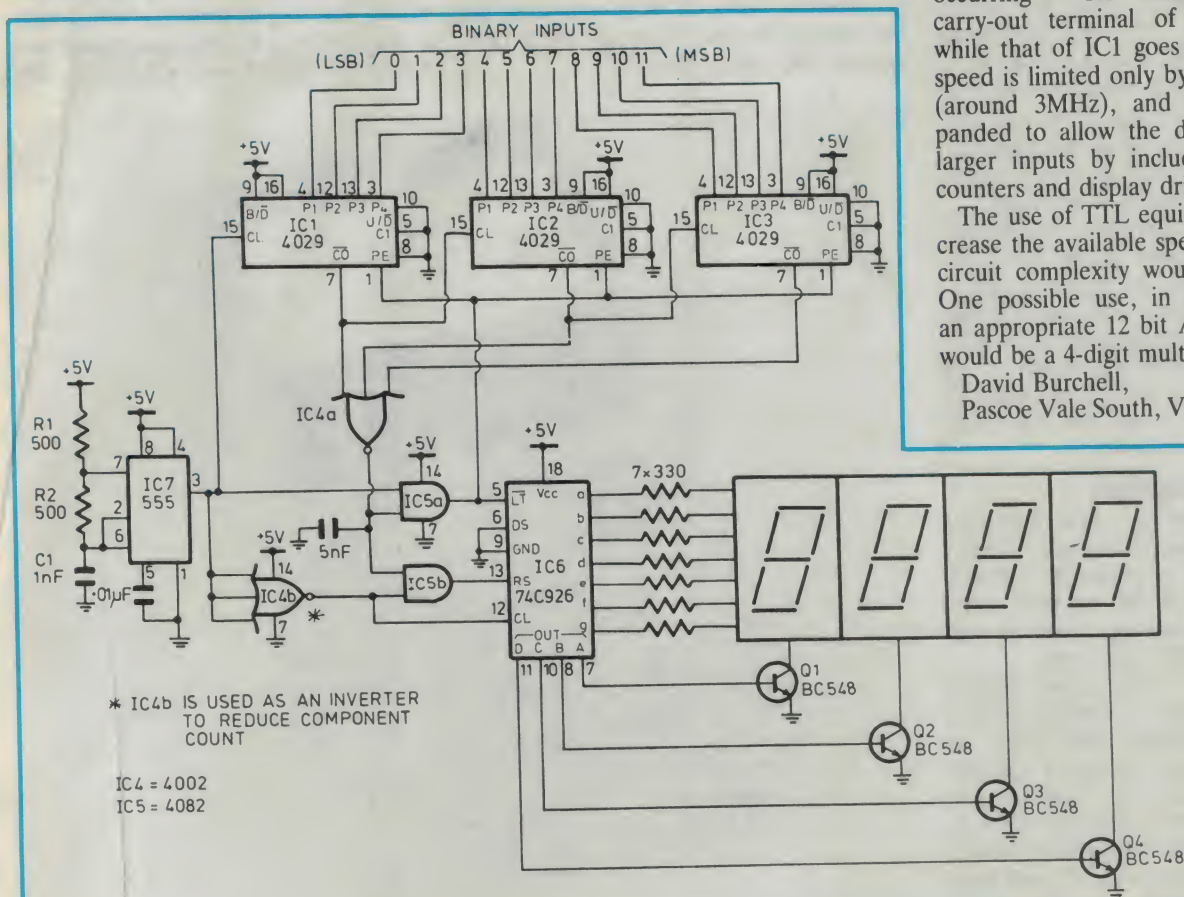 occurring
carry-out terminal of
while that of IC1 goes
speed is limited only by
(around 3MHz), and
panded to allow the d
larger inputs by includ
counters and display dri
The use of TTL equi
crease the available spe
circuit complexity wou
One possible use, in
an appropriate 12 bit A
would be a 4-digit mult
David Burchell,
Pascoe Vale South, V
BINARY INPUTS
(LSB) 0 1 2 3 4 5 6 7 8 9 10 11 (MSB)
+5V
9 16 4 12 13 3 10
B/D̅ P1 P2 P3 P4 U/D̅
15 CL IC1 4029 C1 5
C̅O̅ PE 8
7 1
+5V
4 12 13 3 9 16 10
P1 P2 P3 P4 B/D̅ U/D̅
15 CL IC2 4029 C1 5
C̅O̅ PE 8
7 1
+5V
4 12 13 3 9 16 10
P1 P2 P3 P4 B/D̅ U/D̅
15 CL IC3 4029 C1 5
C̅O̅ PE 8
7 1
IC4a
+5V
R1
500
R2
500
C1
1nF
.01µF
+5V
8 4
7 IC7 3
2 555
6
5 1
+5V
14
IC4b
7
*
5nF
+5V
14
IC5a
7
IC5b
+5V
18
Vcc
5 L̅T̅
6 DS
9 GND
IC6
13 RS 74C926
12 CL
OUT
D C B A
11 10 8 7
a
b
c
d
e
f
g
7×330
8 8 8 8
Q1
BC548
Q2
BC548
Q3
BC548
Q4
BC548
* IC4b IS USED AS AN INVERTER
TO REDUCE COMPONENT
COUNT
IC4 = 4002
IC5 = 4082